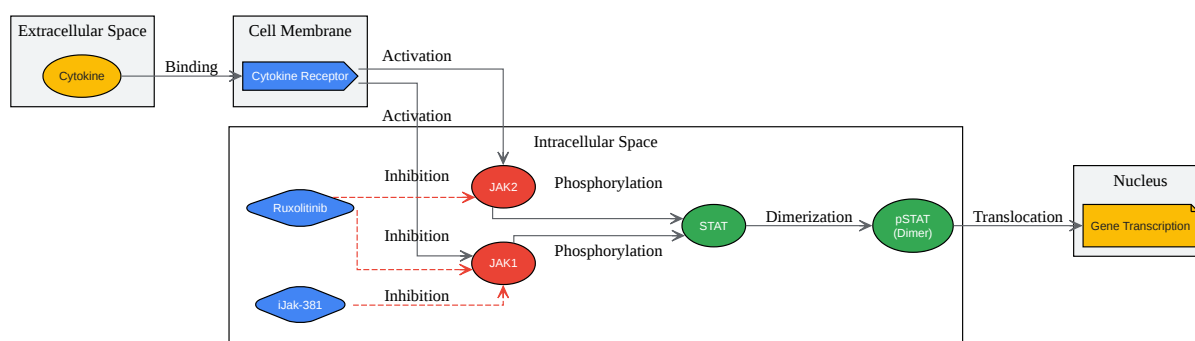 Extracellular Space
Cytokine
Binding
Cell Membrane
Cytokine Receptor
Activation
Activation
Intracellular Space
Inhibition
JAK2
Phosphorylation
Ruxolitinib
Inhibition
JAK1
Phosphorylation
iJak-381
Inhibition
STAT
Dimerization
pSTAT
(Dimer)
Translocation
Nucleus
Gene Transcription